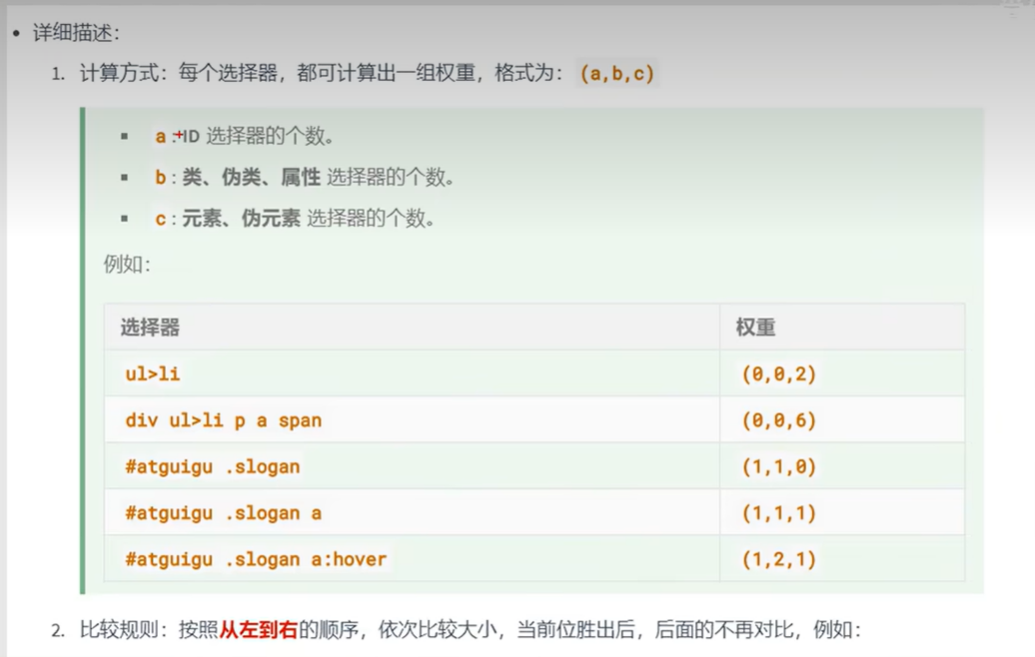 详细描述：
1. 计算方式：每个选择器，都可计算出一组权重，格式为： (a,b,c)
a : ID 选择器的个数。
b : 类、伪类、属性 选择器的个数。
c : 元素、伪元素 选择器的个数。
例如：
选择器 权重
ul>li (0,0,2)
div ul>li p a span (0,0,6)
#atguigu .slogan (1,1,0)
#atguigu .slogan a (1,1,1)
#atguigu .slogan a:hover (1,2,1)
2. 比较规则：按照从左到右的顺序，依次比较大小，当前位胜出后，后面的不再对比，例如：